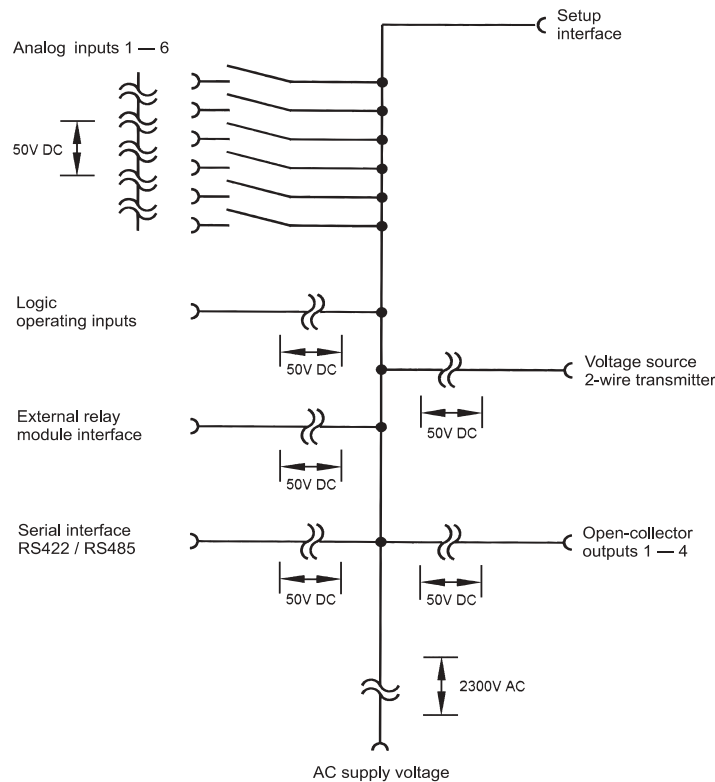 Setup
interface
Analog inputs 1 — 6
50V DC
Logic
operating inputs
50V DC
Voltage source
2-wire transmitter
50V DC
External relay
module interface
50V DC
Serial interface
RS422 / RS485
50V DC
50V DC
Open-collector
outputs 1 — 4
2300V AC
AC supply voltage